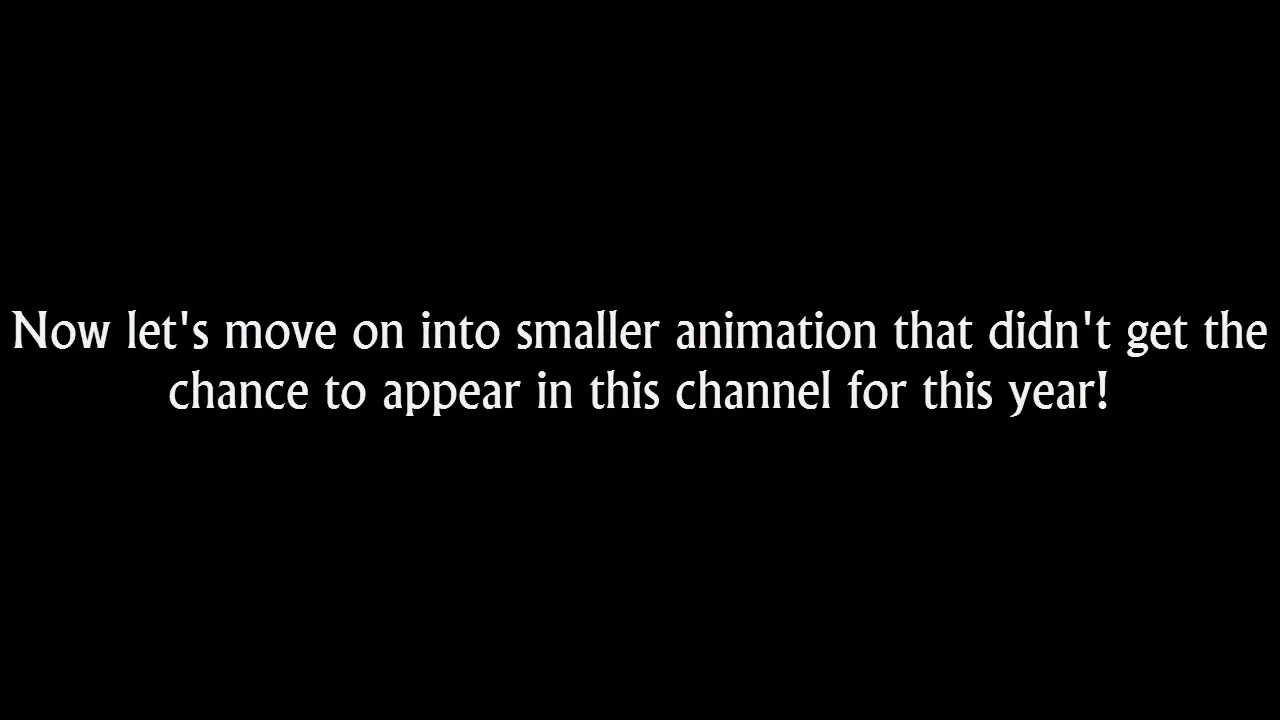 Now let's move on into smaller animation that didn't get the
chance to appear in this channel for this year!